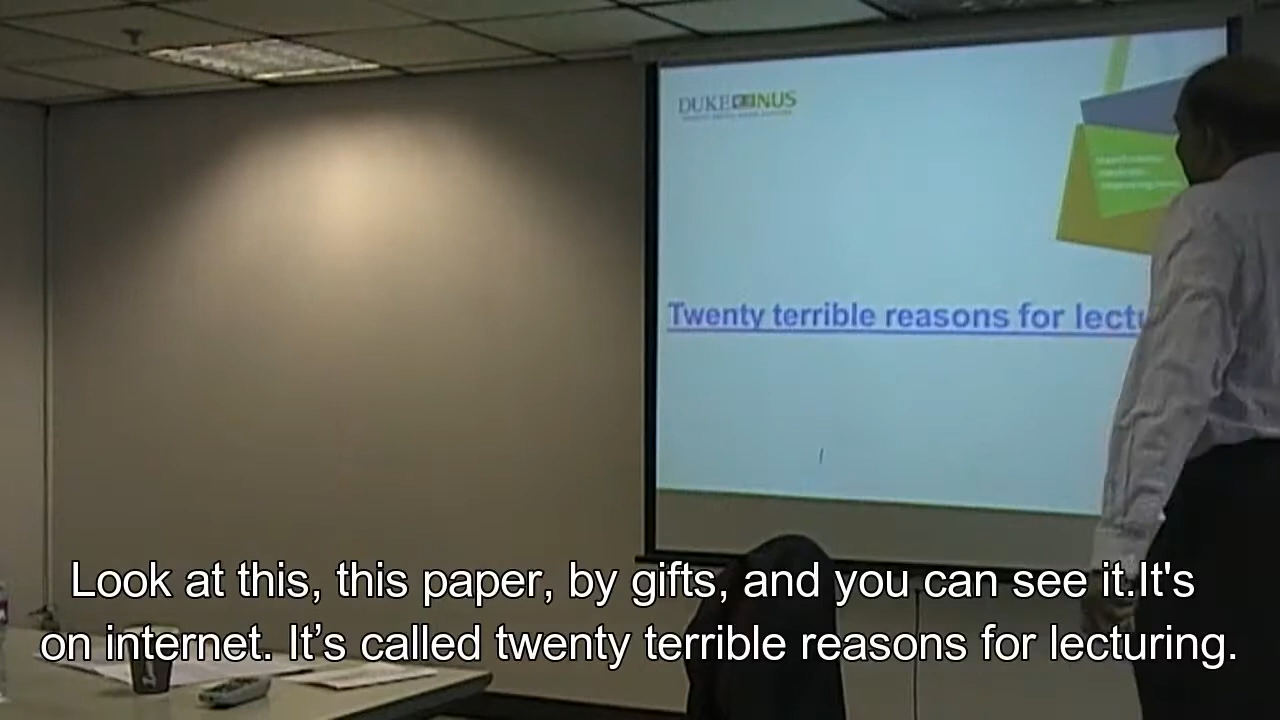 DUKE NUS
Twenty terrible reasons for lectu
Look at this, this paper, by gifts, and you can see it.It's
on internet. It’s called twenty terrible reasons for lecturing.